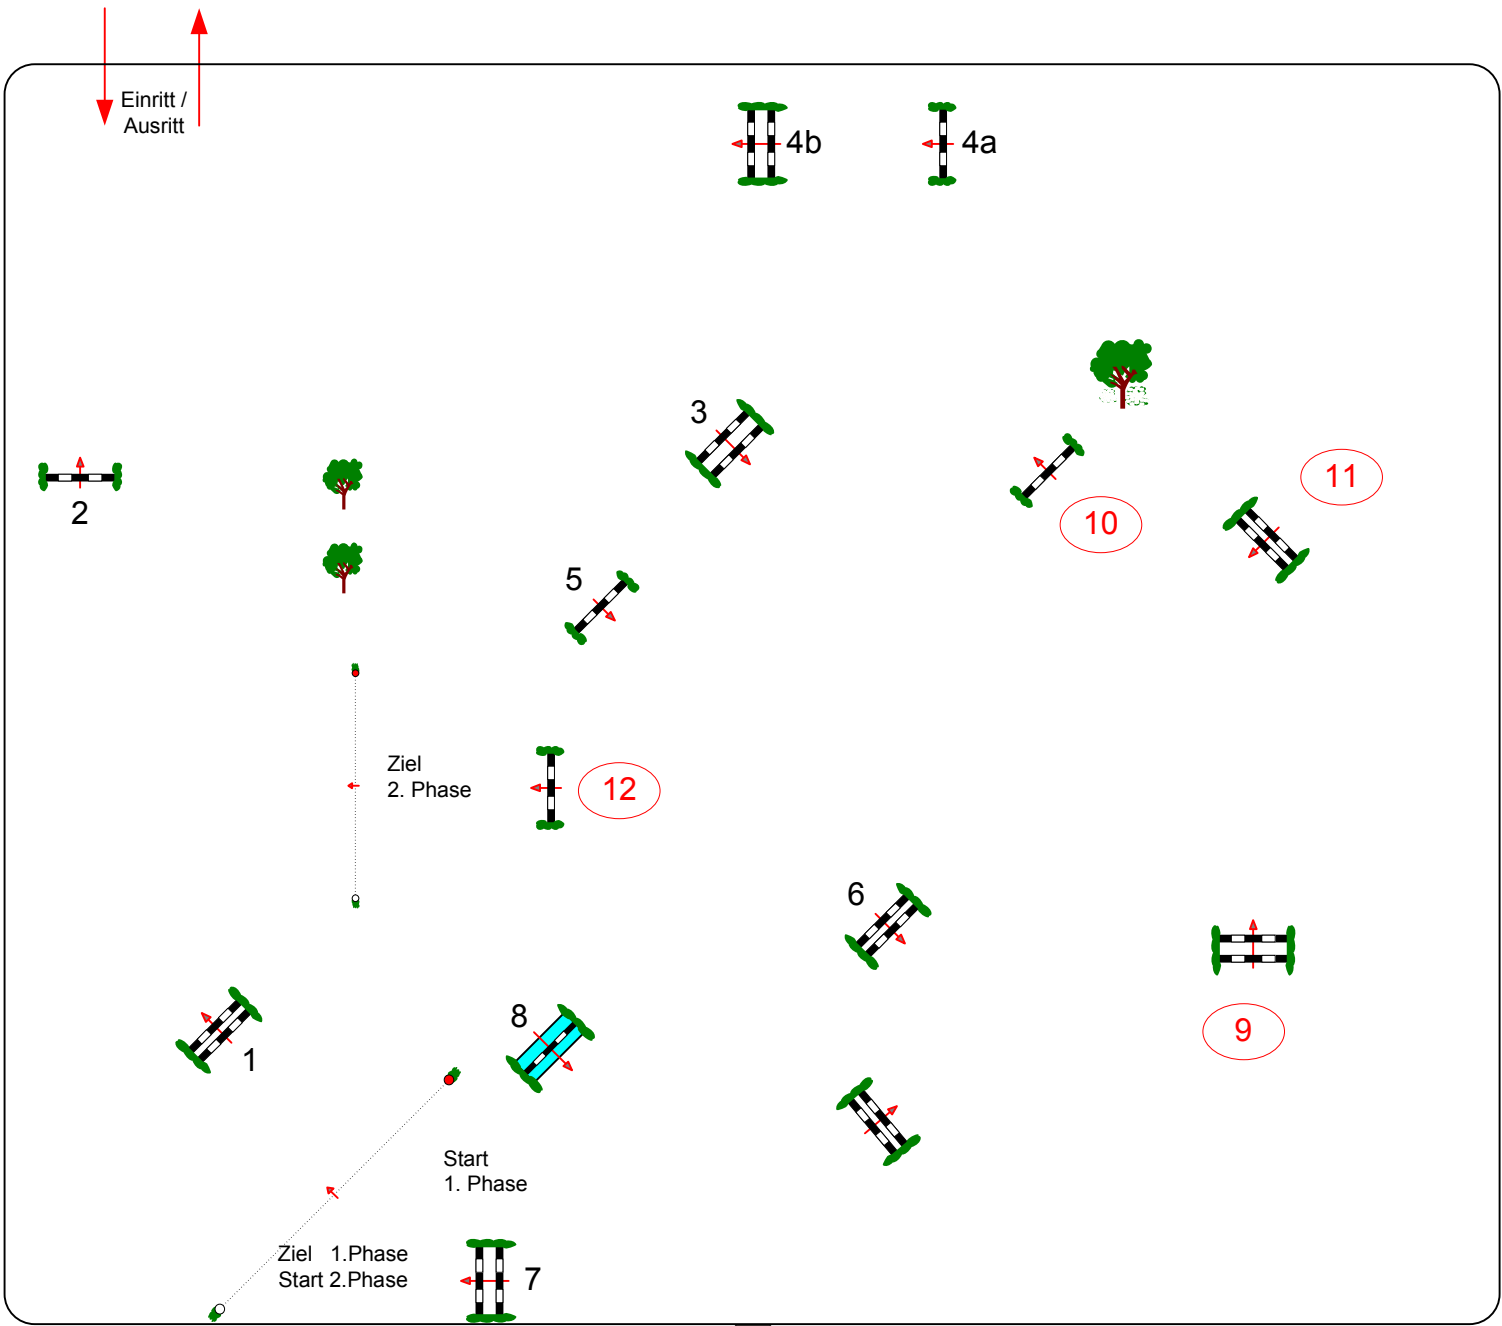 Einritt /
Ausritt
4b
4a
3
11
2
10
5
Ziel
2. Phase
12
6
8
9
1
Start
1. Phase
Ziel 1.Phase
Start 2.Phase
7